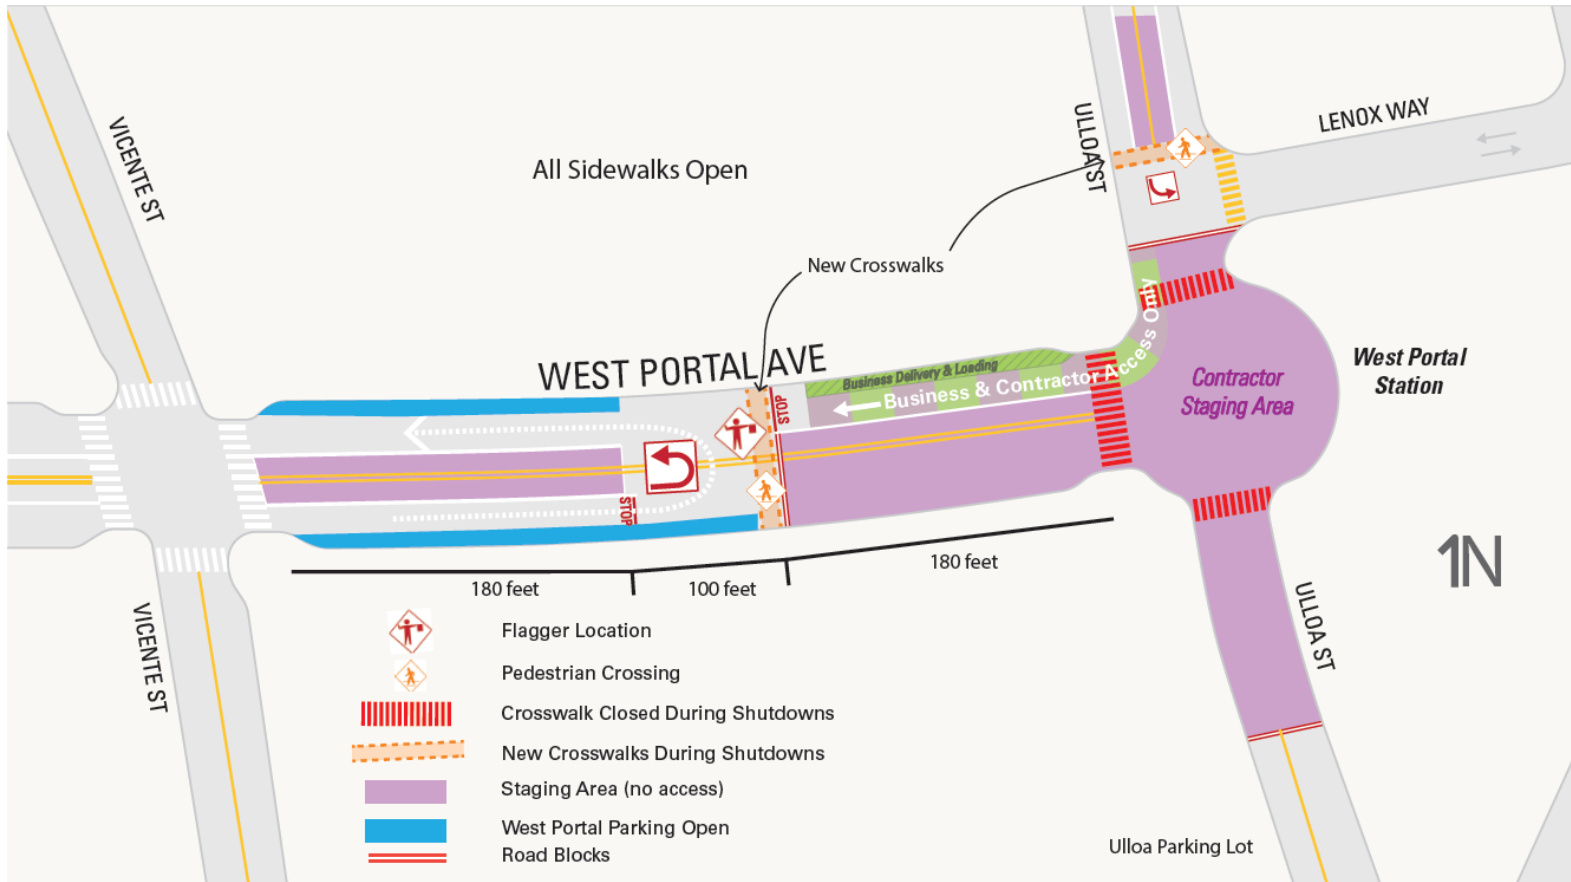 VICENTE ST
All Sidewalks Open
ULLOA ST
LENOX WAY
New Crosswalks
WEST PORTAL AVE
STOP
Business Delivery & Loading
Business & Contractor Access Only
Contractor
Staging Area
West Portal
Station
STOP
180 feet
100 feet
180 feet
1N
VICENTE ST
ULLOA ST
Flagger Location
Pedestrian Crossing
Crosswalk Closed During Shutdowns
New Crosswalks During Shutdowns
Staging Area (no access)
West Portal Parking Open
Road Blocks
Ulloa Parking Lot